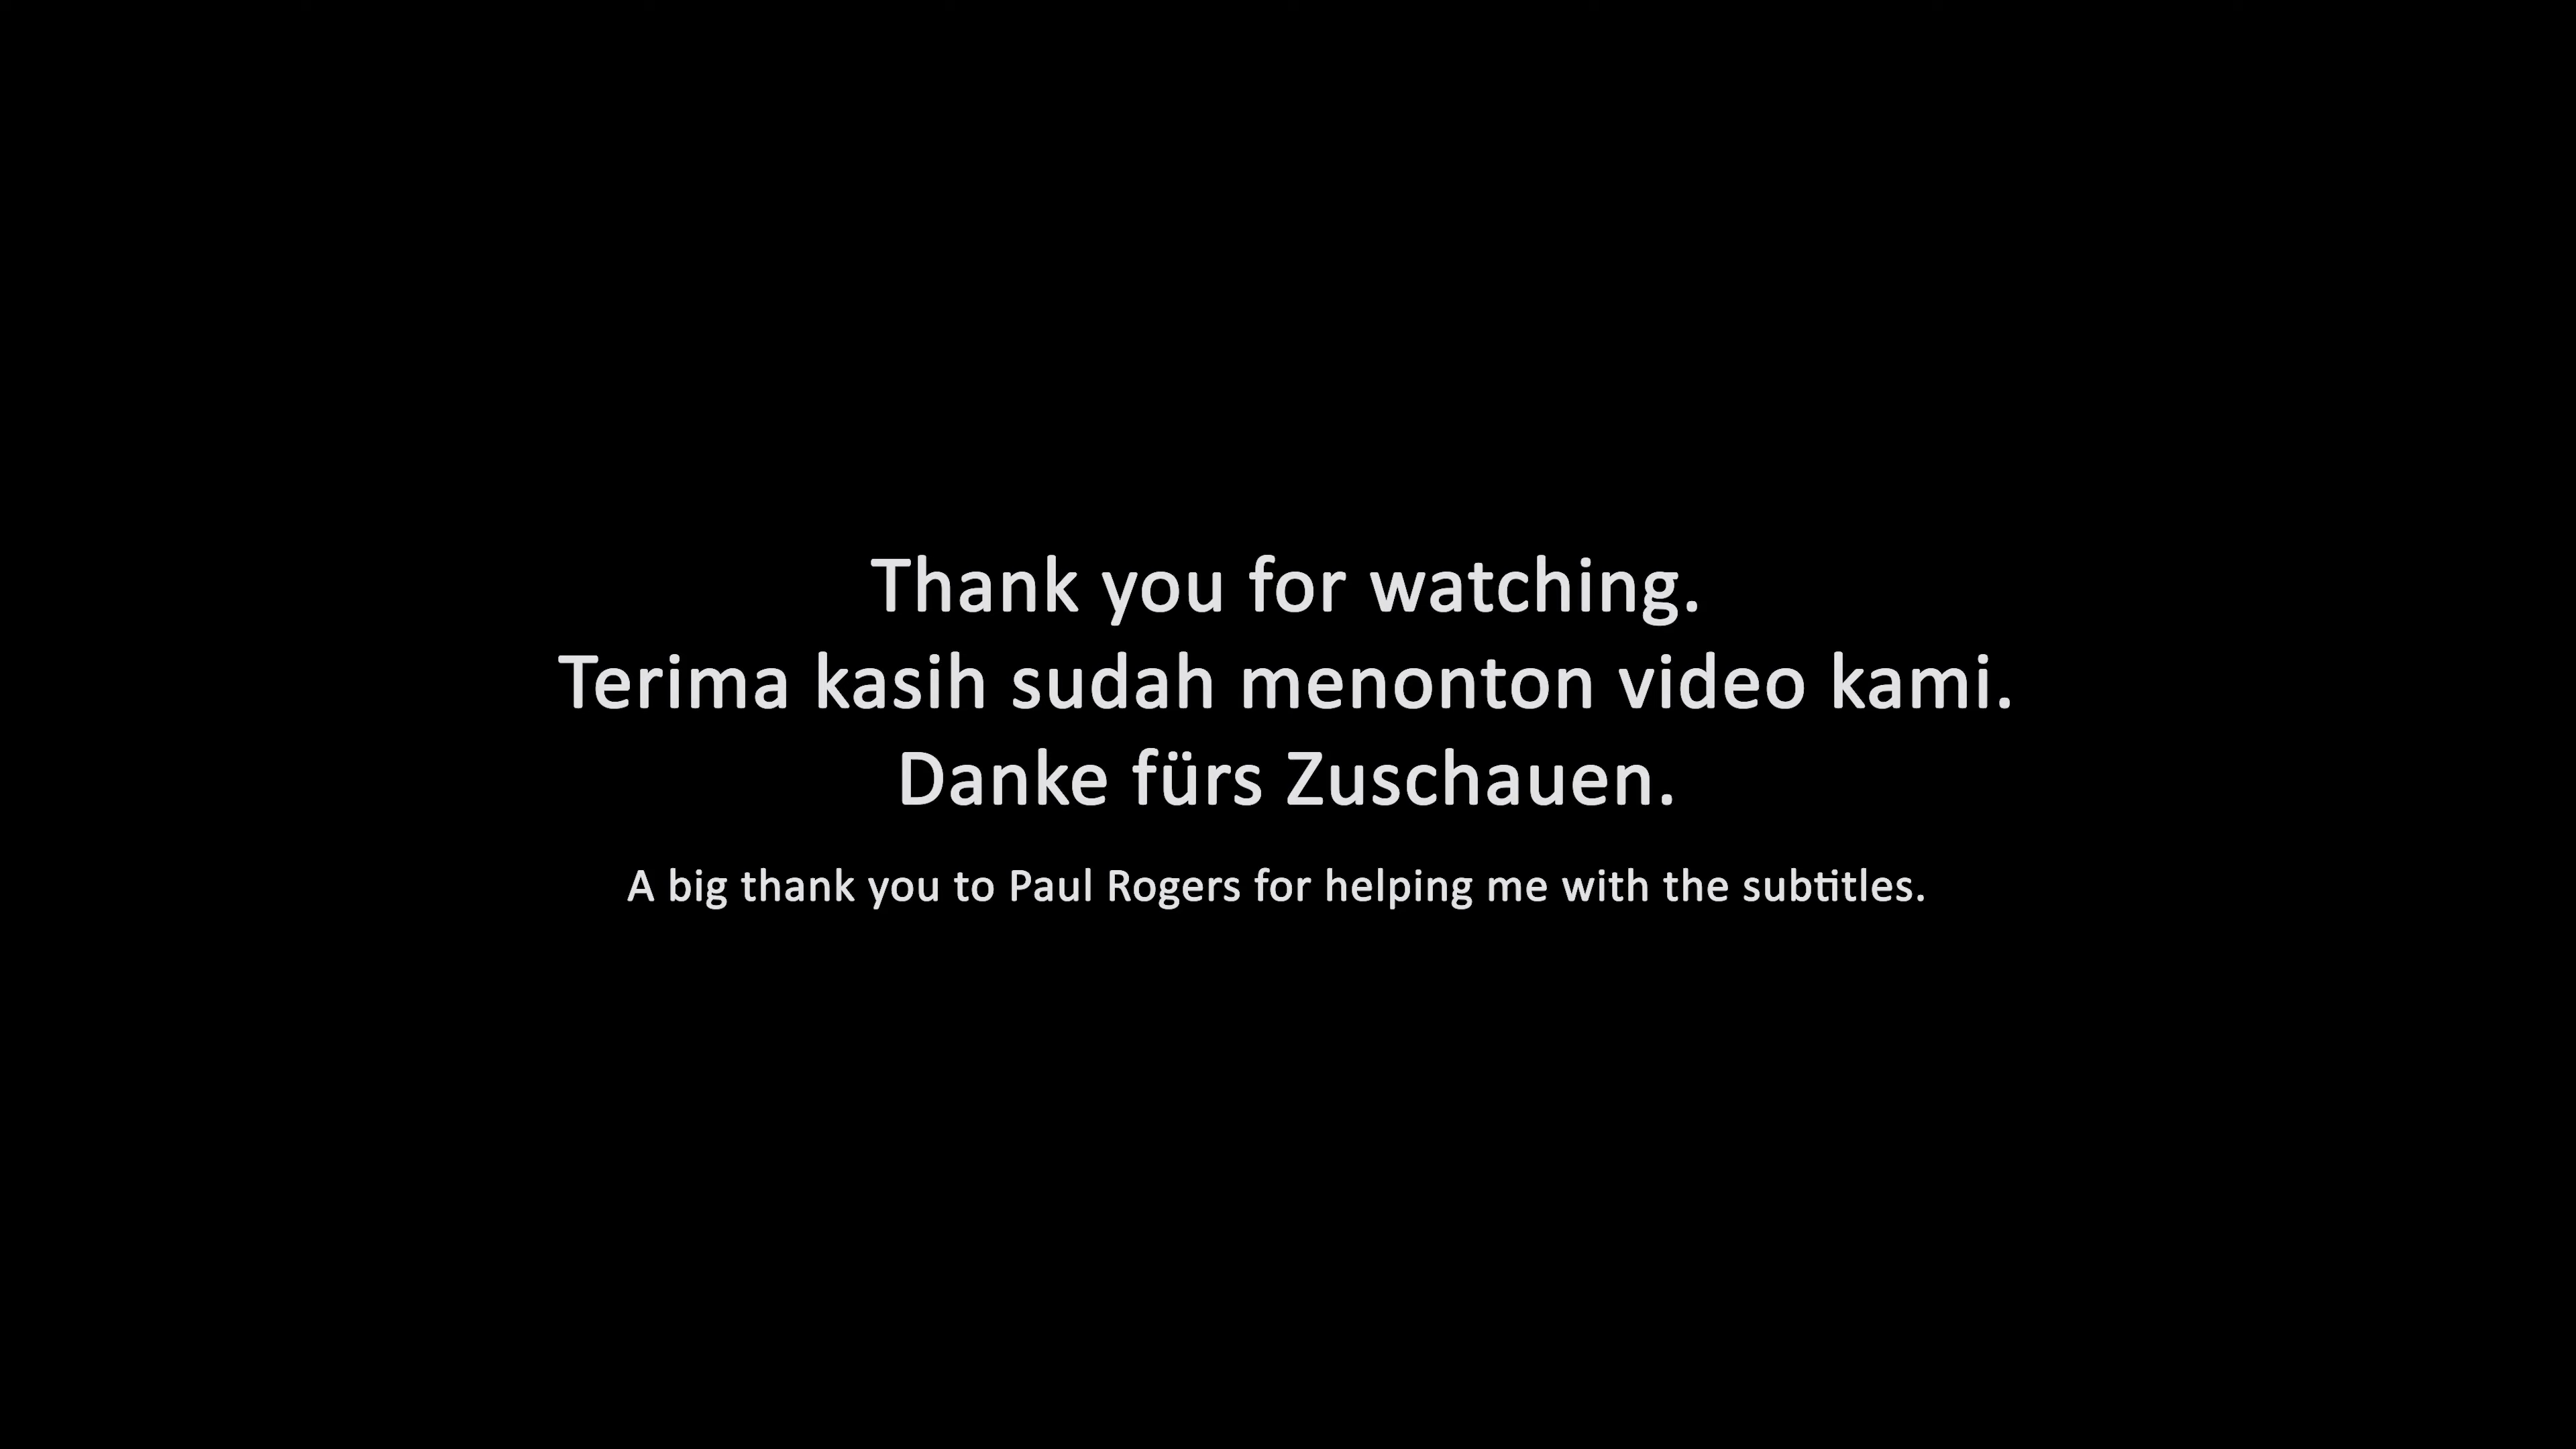 Thank you for watching.
Terima kasih sudah menonton video kami.
Danke fürs Zuschauen.
A big thank you to Paul Rogers for helping me with the subtitles.